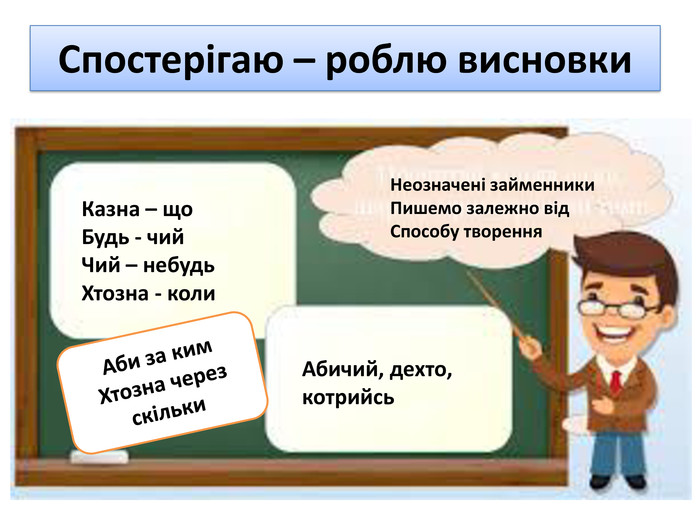 Спостерігаю – роблю висновки
Казна – що
Будь - чий
Чий – небудь
Хтозна - коли
Неозначені займенники
Пишемо залежно від
Способу творення
Аби за ким
Хтозна через
скільки
Абичий, дехто,
котрийсь